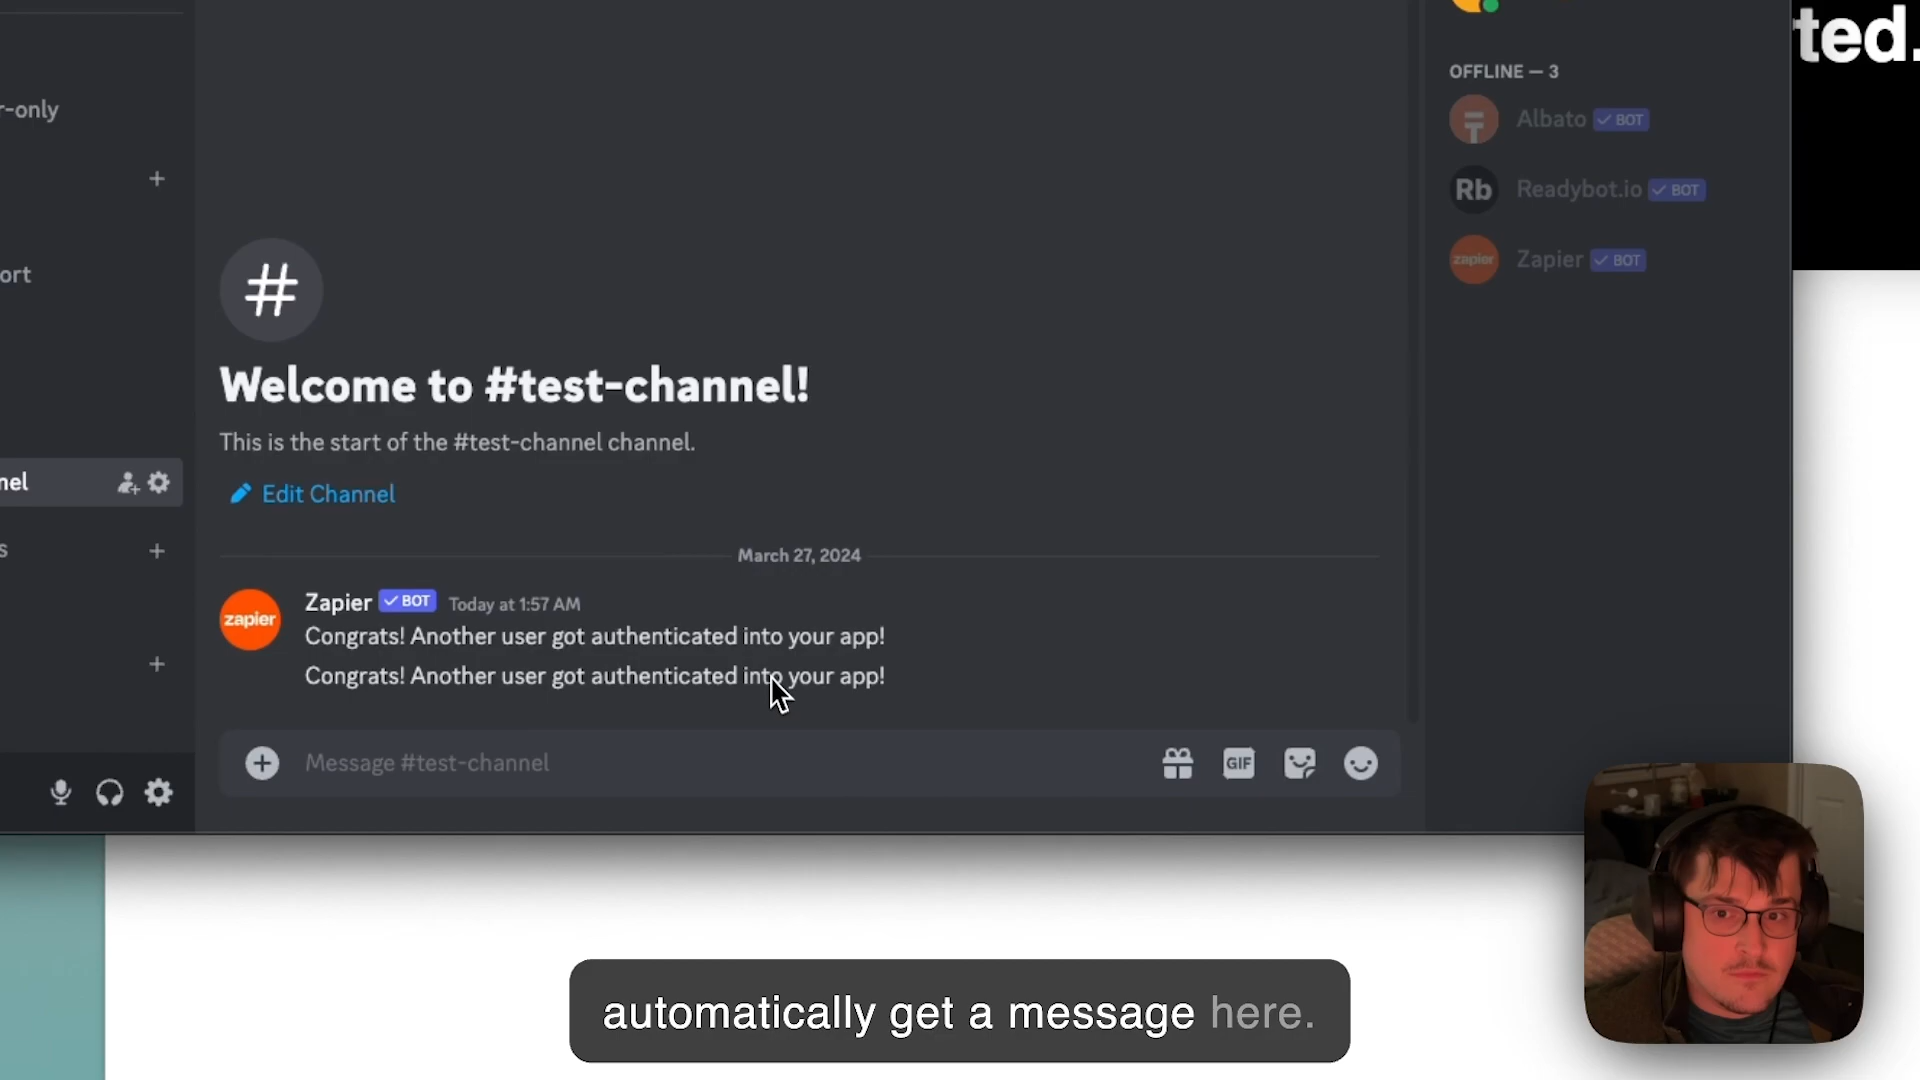 ted.
r-only
ort
nel
s
OFFLINE — 3
Albato BOT
Rb Readybot.io BOT
zapier Zapier BOT
#
Welcome to #test-channel!
This is the start of the #test-channel channel.
Edit Channel
March 27, 2024
zapier
Zapier BOT Today at 1:57 AM
Congrats! Another user got authenticated into your app!
Congrats! Another user got authenticated into your app!
Message #test-channel
GIF
automatically get a message here.